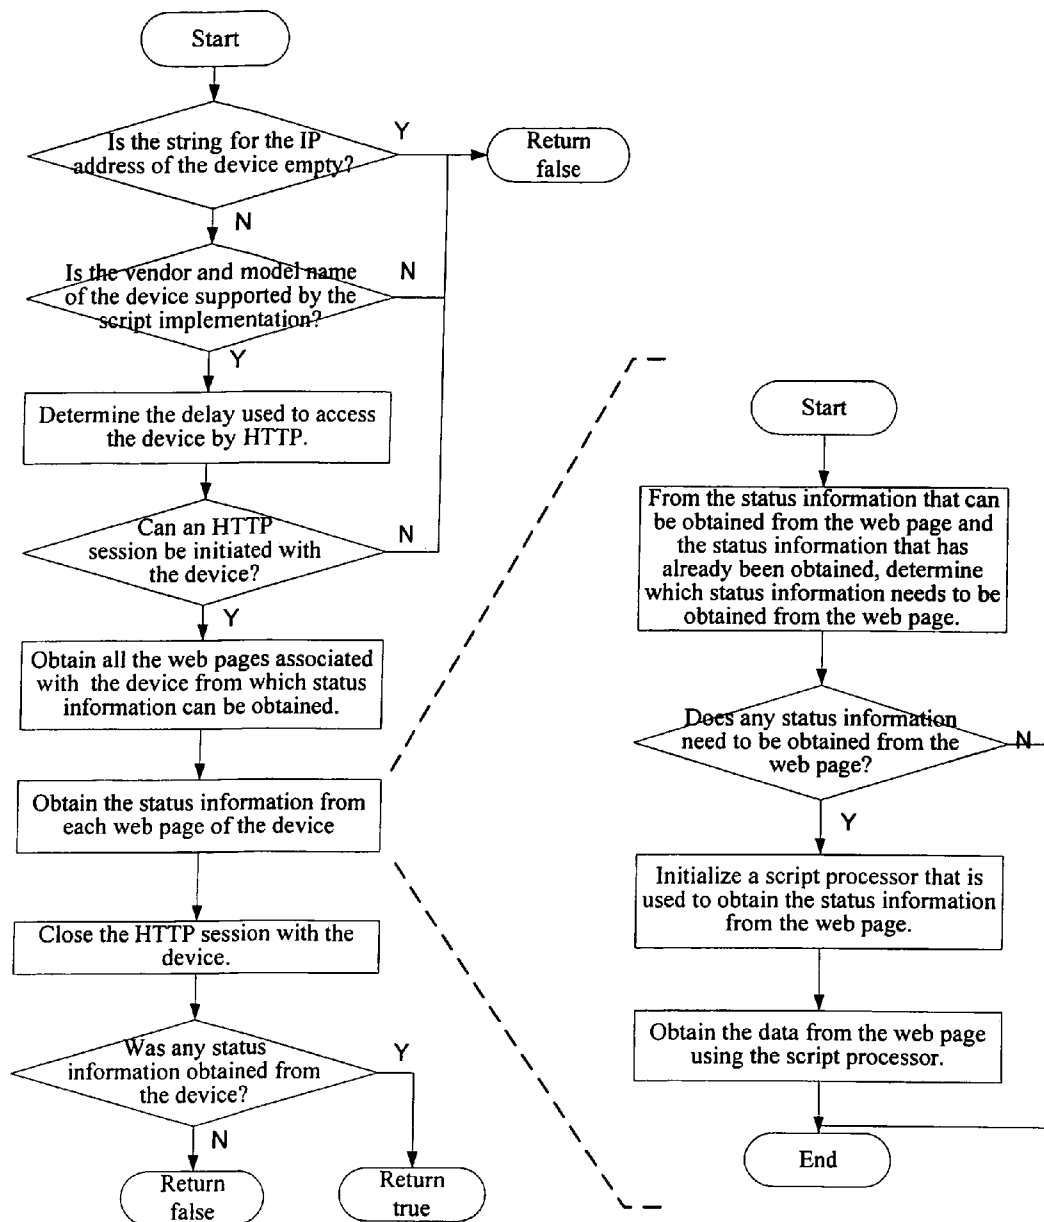 Start
Is the string for the IP
address of the device empty?
Y
Return
false
N
Is the vendor and model name
of the device supported by the
script implementation?
N
Y
Determine the delay used to access
the device by HTTP.
Can an HTTP
session be initiated with
the device?
N
Y
Obtain all the web pages associated
with the device from which status
information can be obtained.
Obtain the status information from
each web page of the device
Close the HTTP session with the
device.
Was any status
information obtained from
the device?
Y
N
Return
false
Return
true
Start
From the status information that can
be obtained from the web page and
the status information that has
already been obtained, determine
which status information needs to be
obtained from the web page.
Does any status information
need to be obtained from the
web page?
N
Y
Initialize a script processor that is
used to obtain the status information
from the web page.
Obtain the data from the web page
using the script processor.
End